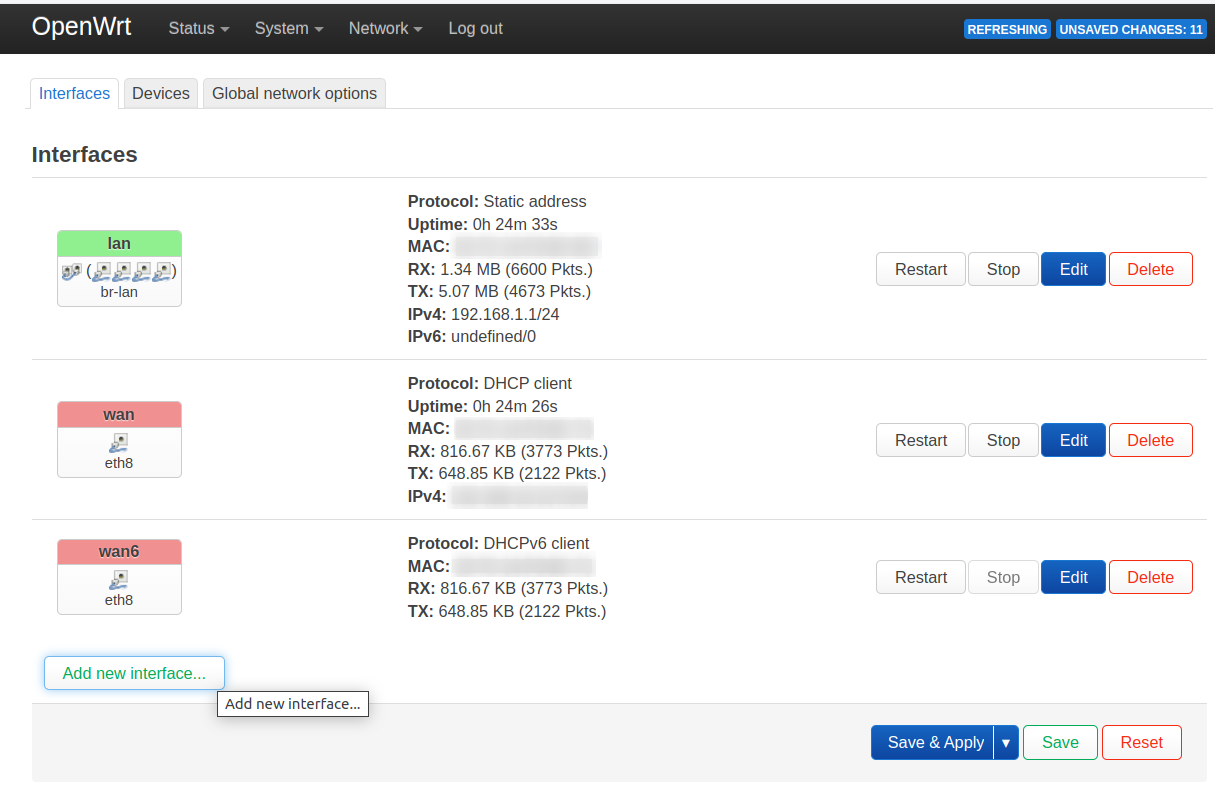 OpenWrt Status System Network Log out REFRESHING UNSAVED CHANGES: 11
Interfaces Devices Global network options
Interfaces
lan
( )
br-lan
Protocol: Static address
Uptime: 0h 24m 33s
MAC:
RX: 1.34 MB (6600 Pkts.)
TX: 5.07 MB (4673 Pkts.)
IPv4: 192.168.1.1/24
IPv6: undefined/0
Restart Stop Edit Delete
wan
eth8
Protocol: DHCP client
Uptime: 0h 24m 26s
MAC:
RX: 816.67 KB (3773 Pkts.)
TX: 648.85 KB (2122 Pkts.)
IPv4:
Restart Stop Edit Delete
wan6
eth8
Protocol: DHCPv6 client
MAC:
RX: 816.67 KB (3773 Pkts.)
TX: 648.85 KB (2122 Pkts.)
Restart Stop Edit Delete
Add new interface...
Add new interface...
Save & Apply ▾ Save Reset